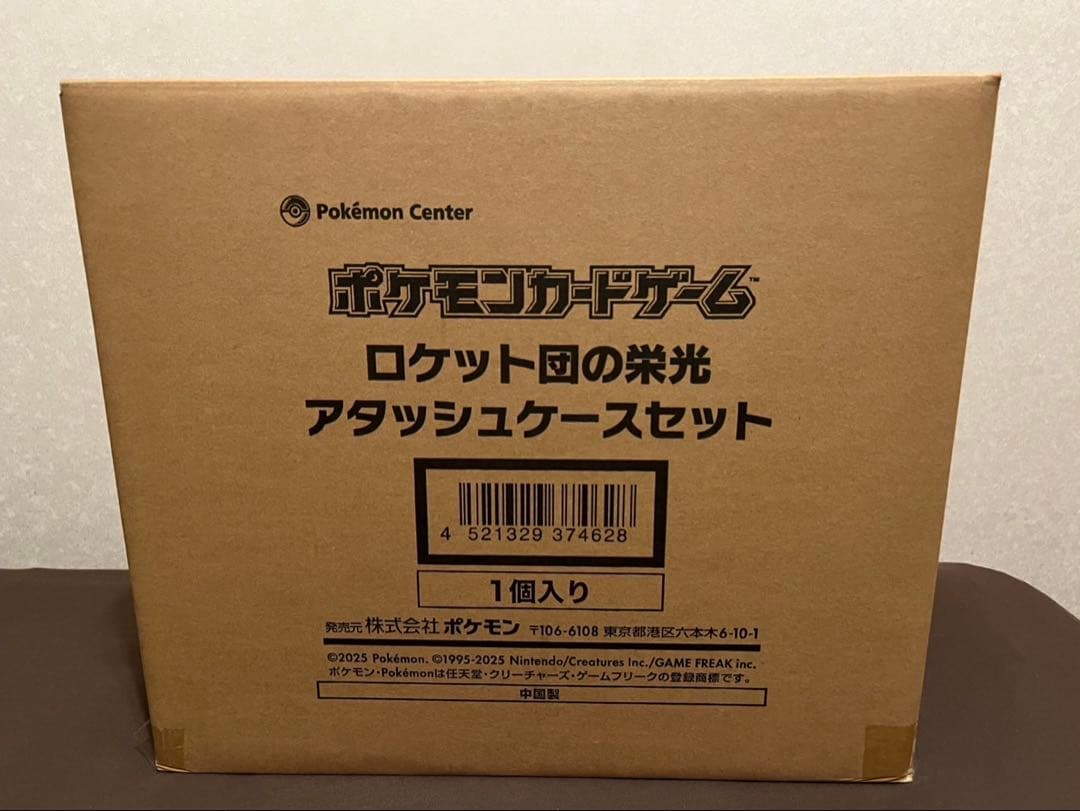 Pokémon Center
ポケモンカードゲーム™
ロケット団の栄光
アタッシュケースセット
4 521329 374628
1個入り
発売元 株式会社 ポケモン 〒106-6108 東京都港区六本木6-10-1
©2025 Pokémon. ©1995-2025 Nintendo/Creatures Inc./GAME FREAK inc.
ポケモン・Pokémonは任天堂・クリーチャーズ・ゲームフリークの登録商標です。
中国製